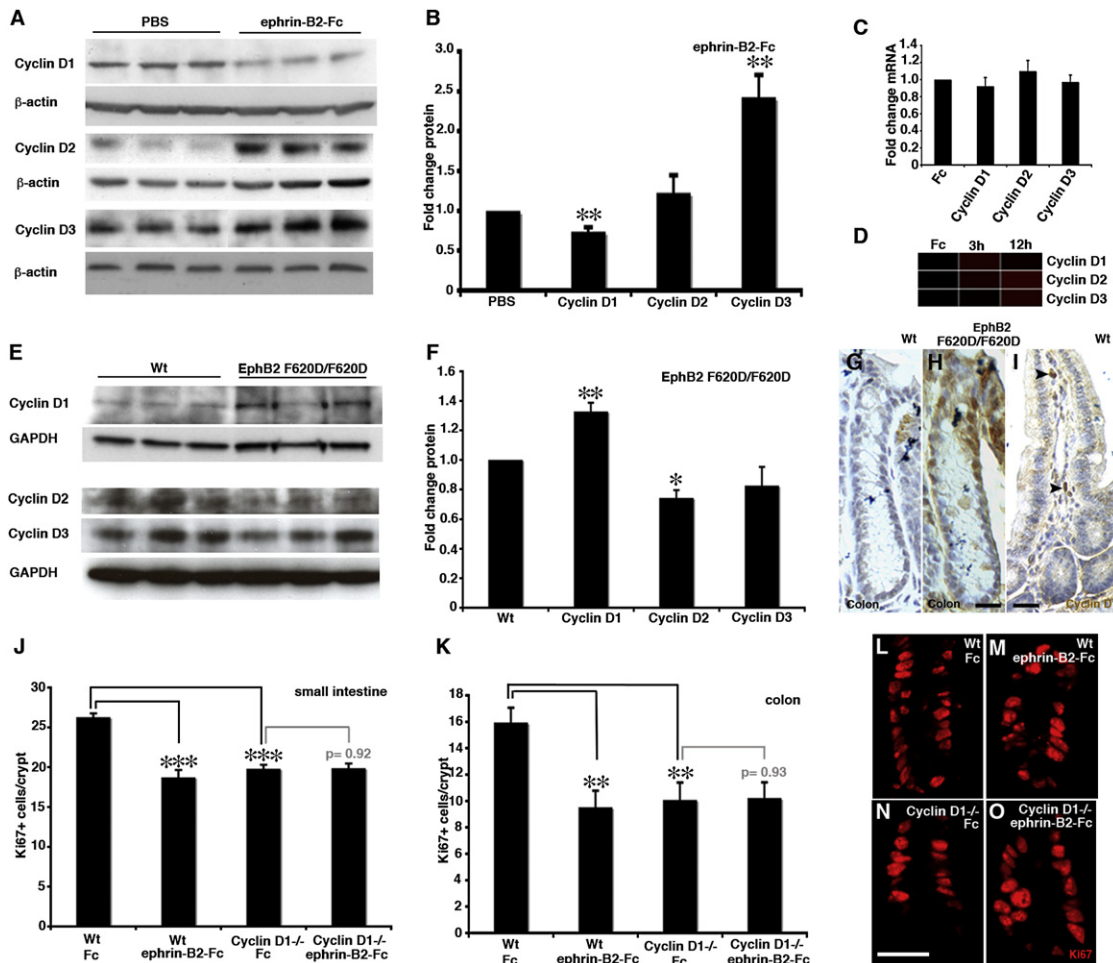 A
PBS
ephrin-B2-Fc
Cyclin D1
β-actin
Cyclin D2
β-actin
Cyclin D3
β-actin
B
ephrin-B2-Fc
Fold change protein
3.0
2.5
2.0
1.5
1.0
0.5
0
**
**
PBS
Cyclin D1
Cyclin D2
Cyclin D3
C
Fold change mRNA
1.4
1.2
1.0
0.8
0.6
0.4
0.2
0
Fc
Cyclin D1
Cyclin D2
Cyclin D3
D
Fc
3h
12h
Cyclin D1
Cyclin D2
Cyclin D3
E
Wt
EphB2 F620D/F620D
Cyclin D1
GAPDH
Cyclin D2
Cyclin D3
GAPDH
F
EphB2 F620D/F620D
Fold change protein
1.6
1.4
1.2
1.0
0.8
0.6
0.4
0.2
0
**
*
Wt
Cyclin D1
Cyclin D2
Cyclin D3
Wt
EphB2
F620D/F620D
Wt
G
H
I
Colon
Colon
Cyclin D
J
small intestine
Ki67+ cells/crypt
30
25
20
15
10
5
0
***
***
p= 0.92
Wt
Fc
Wt
ephrin-B2-Fc
Cyclin D1-/-
Fc
Cyclin D1-/-
ephrin-B2-Fc
K
colon
Ki67+ cells/crypt
18
16
14
12
10
8
6
4
2
0
**
**
p= 0.93
Wt
Fc
Wt
ephrin-B2-Fc
Cyclin D1-/-
Fc
Cyclin D1-/-
ephrin-B2-Fc
L
Wt
Fc
M
Wt
ephrin-B2-Fc
N
Cyclin D1-/-
Fc
O
Cyclin D1-/-
ephrin-B2-Fc
Ki67